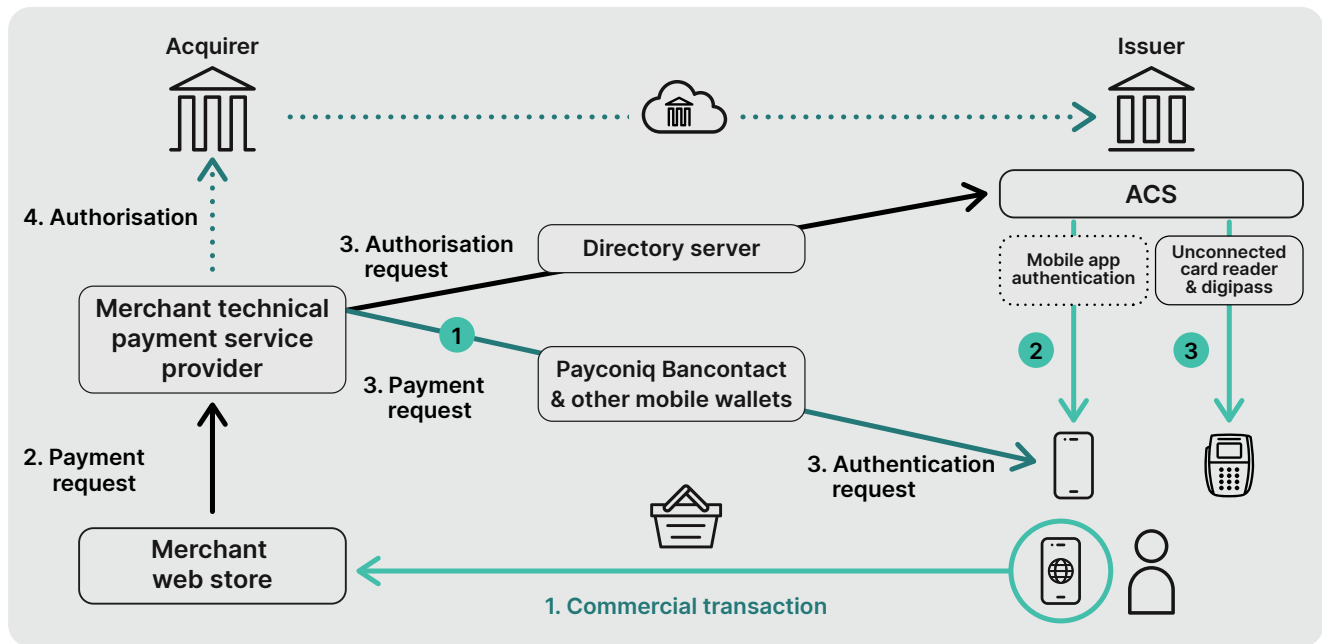 Acquirer
Issuer
ACS
4. Authorisation
3. Authorisation
request
Directory server
Mobile app
authentication
Unconnected
card reader
& digipass
Merchant technical
payment service
provider
1
2
3
3. Payment
request
Payconiq Bancontact
& other mobile wallets
2. Payment
request
3. Authentication
request
Merchant
web store
1. Commercial transaction